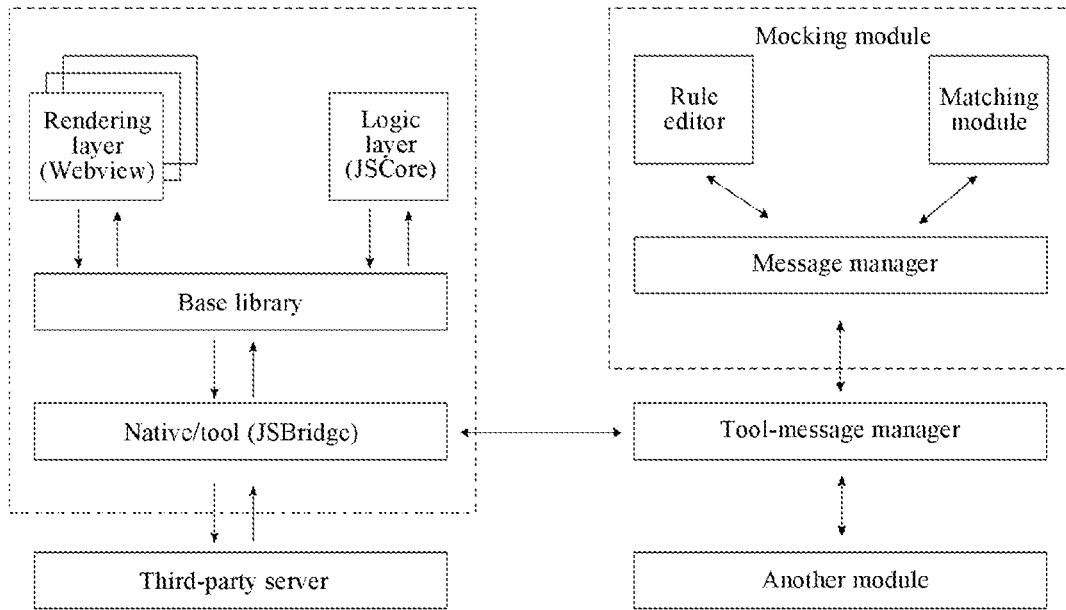 Mocking module
Rendering
layer
(Webview)
Logic
layer
(JSCore)
Rule
editor
Matching
module
Message manager
Base library
Native/tool (JSBridge)
Tool-message manager
Third-party server
Another module